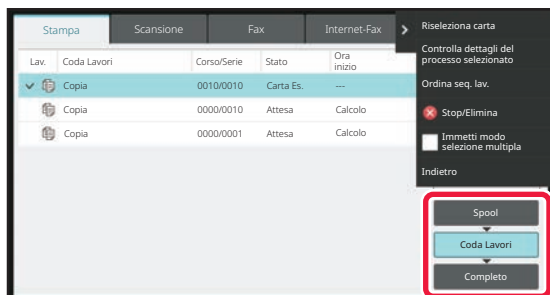 Stampa Scansione Fax Internet-Fax
Lav. Coda Lavori Corso/Serie Stato Ora inizio
Copia 0010/0010 Carta Es. ---
Copia 0000/0010 Attesa Calcolo
Copia 0000/0001 Attesa Calcolo
Riseleziona carta
Controlla dettagli del
processo selezionato
Ordina seq. lav.
Stop/Elimina
Immetti modo
selezione multipla
Indietro
Spool
Coda Lavori
Completo